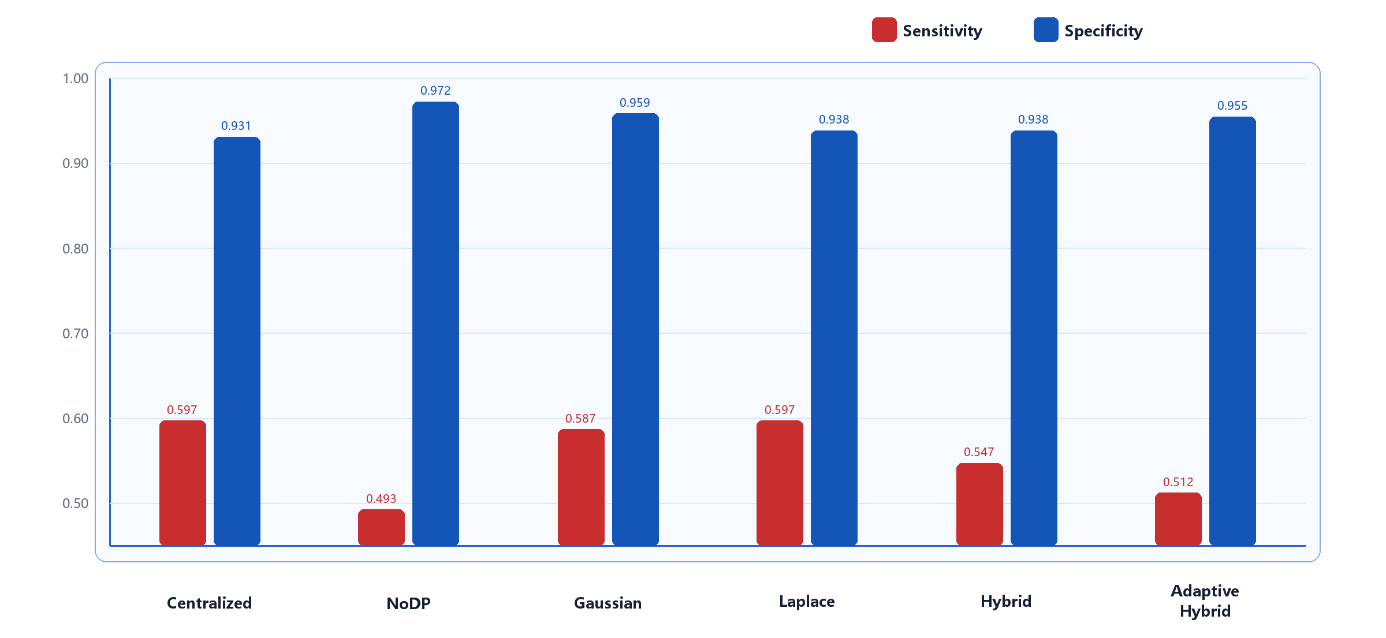 Sensitivity Specificity
1.00
0.90
0.80
0.70
0.60
0.50
0.597 0.931
0.493 0.972
0.587 0.959
0.597 0.938
0.547 0.938
0.512 0.955
Centralized
NoDP
Gaussian
Laplace
Hybrid
Adaptive
Hybrid